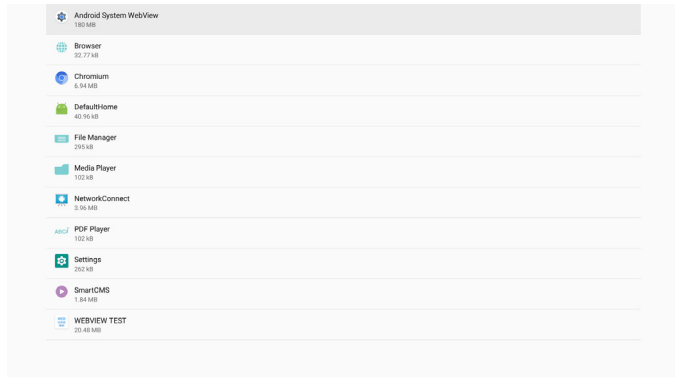 Android System WebView
180 MB
Browser
32.77 kB
Chromium
6.94 MB
DefaultHome
40.96 kB
File Manager
295 kB
Media Player
102 kB
NetworkConnect
3.96 MB
PDF Player
102 kB
Settings
262 kB
SmartCMS
1.84 MB
WEBVIEW TEST
20.48 MB